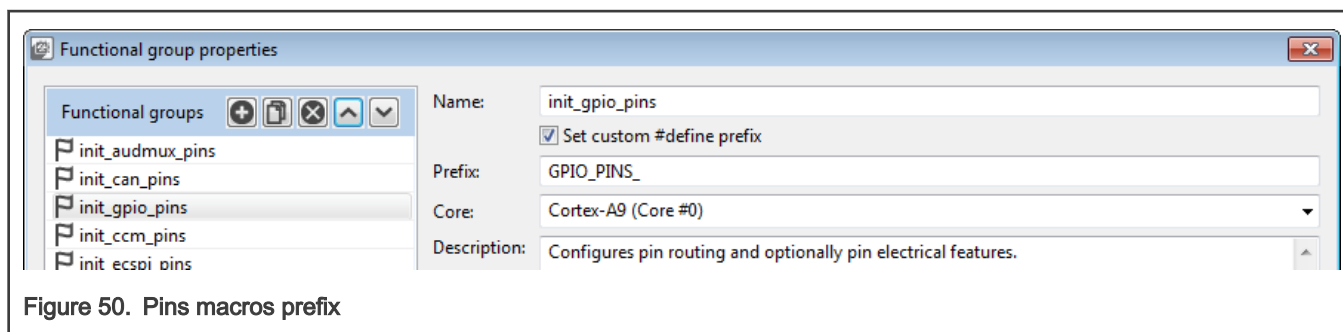 Functional group properties
Functional groups
init_audmux_pins
init_can_pins
init_gpio_pins
init_ccm_pins
init_ecspi_pins
Name: init_gpio_pins
Set custom #define prefix
Prefix: GPIO_PINS_
Core: Cortex-A9 (Core #0)
Description: Configures pin routing and optionally pin electrical features.
Figure 50. Pins macros prefix